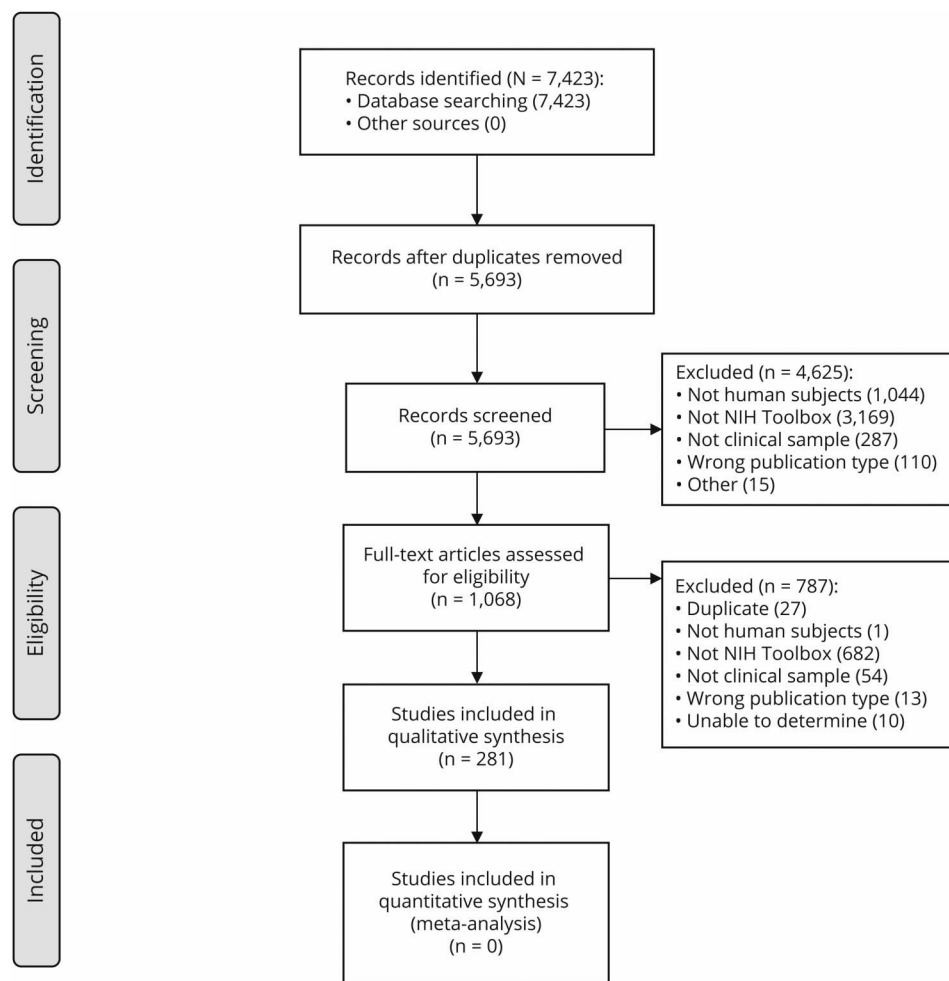 Identification
Records identified (N = 7,423):
• Database searching (7,423)
• Other sources (0)
Records after duplicates removed
(n = 5,693)
Screening
Records screened
(n = 5,693)
Excluded (n = 4,625):
• Not human subjects (1,044)
• Not NIH Toolbox (3,169)
• Not clinical sample (287)
• Wrong publication type (110)
• Other (15)
Eligibility
Full-text articles assessed
for eligibility
(n = 1,068)
Excluded (n = 787):
• Duplicate (27)
• Not human subjects (1)
• Not NIH Toolbox (682)
• Not clinical sample (54)
• Wrong publication type (13)
• Unable to determine (10)
Studies included in
qualitative synthesis
(n = 281)
Included
Studies included in
quantitative synthesis
(meta-analysis)
(n = 0)